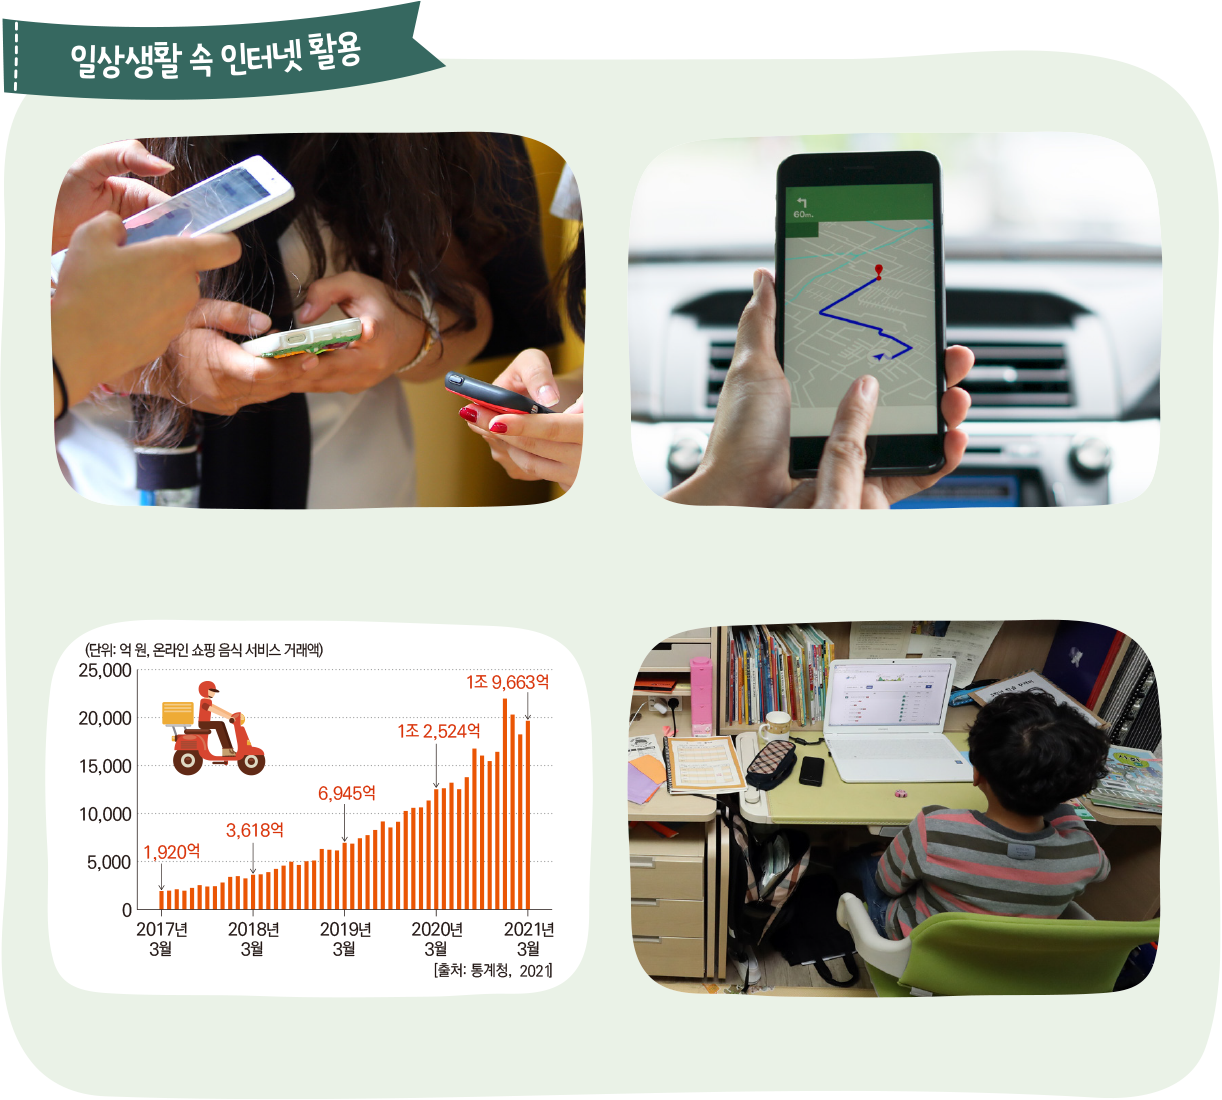 일상생활 속 인터넷 활용
60m.
(단위: 억 원, 온라인 쇼핑 음식 서비스 거래액)
25,000
20,000
15,000
10,000
5,000
0
1,920억
3,618억
6,945억
1조 2,524억
1조 9,663억
2017년 2018년 2019년 2020년 2021년
3월 3월 3월 3월 3월
[출처: 통계청, 2021]
사회